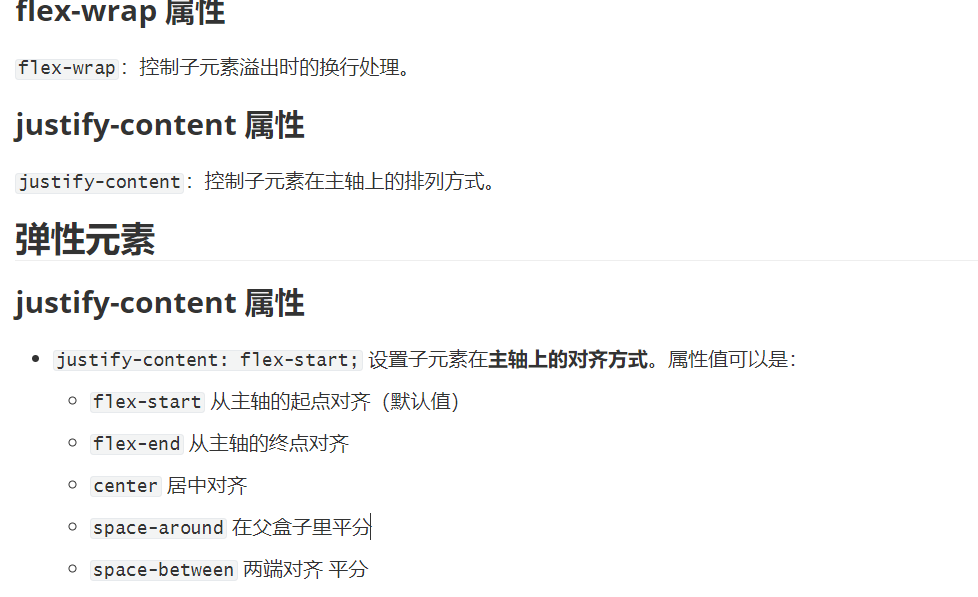 flex-wrap 属性
flex-wrap：控制子元素溢出时的换行处理。
justify-content 属性
justify-content：控制子元素在主轴上的排列方式。
弹性元素
justify-content 属性
justify-content: flex-start; 设置子元素在主轴上的对齐方式。属性值可以是：
flex-start 从主轴的起点对齐（默认值）
flex-end 从主轴的终点对齐
center 居中对齐
space-around 在父盒子里平分
space-between 两端对齐 平分